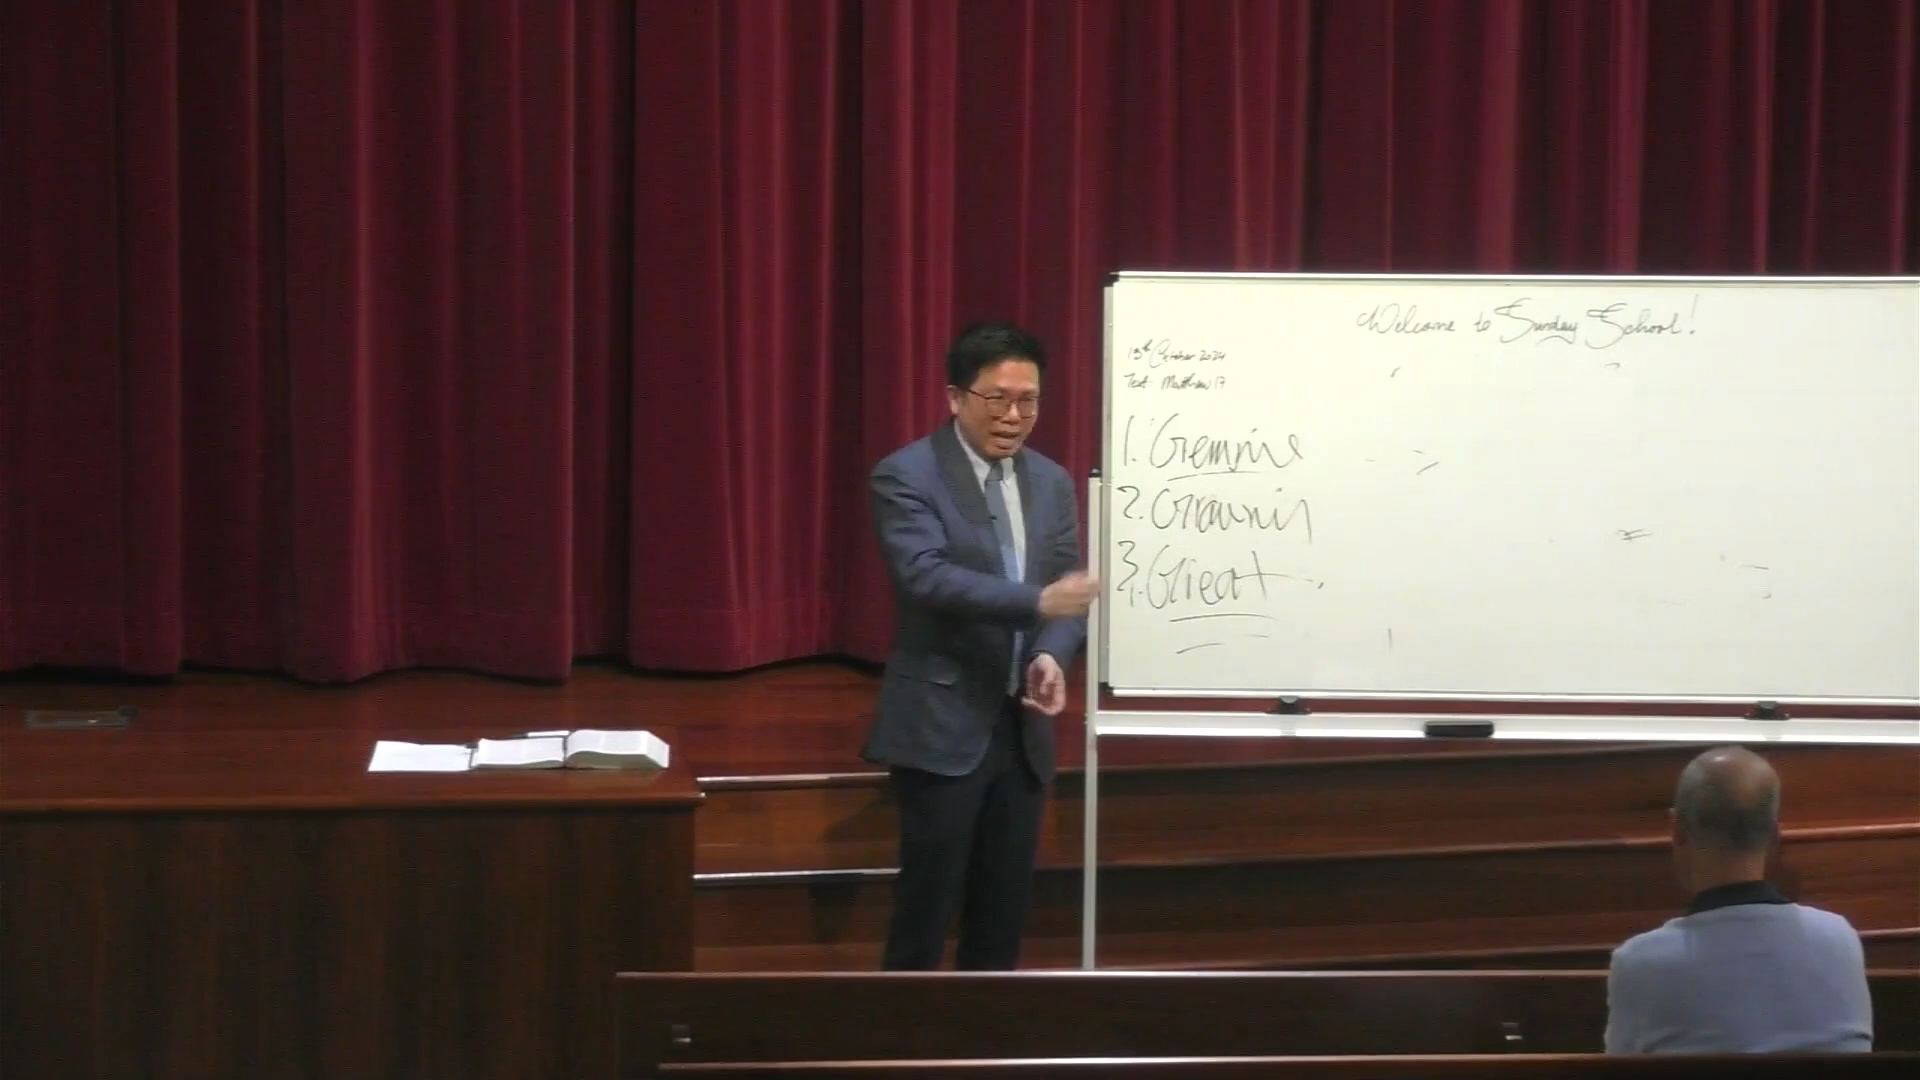 Welcome to Sunday School!
13th October 2024
Text: Matthew 17
1. Genuine
2. Growing
3. Great